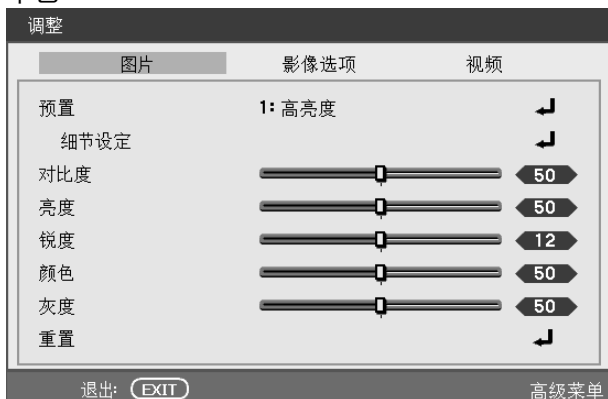 调整
图片 影像选项 视频
预置 1: 高亮度
细节设定
对比度 50
亮度 50
锐度 12
颜色 50
灰度 50
重置
退出: EXIT 高级菜单